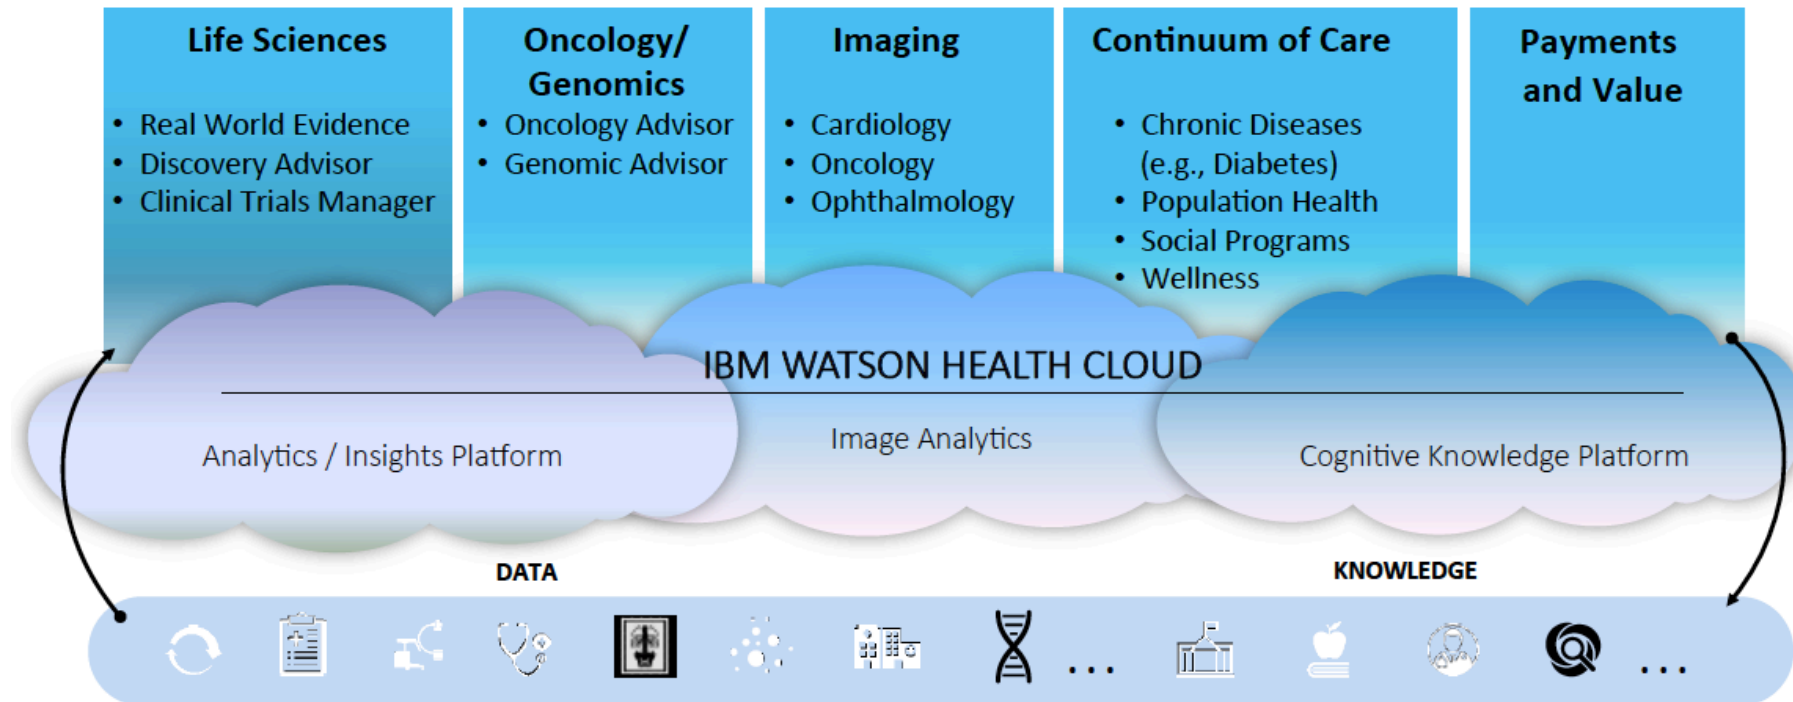 Life Sciences
• Real World Evidence
• Discovery Advisor
• Clinical Trials Manager
Oncology/
Genomics
• Oncology Advisor
• Genomic Advisor
Imaging
• Cardiology
• Oncology
• Ophthalmology
Continuum of Care
• Chronic Diseases
(e.g., Diabetes)
• Population Health
• Social Programs
• Wellness
Payments
and Value
IBM WATSON HEALTH CLOUD
Analytics / Insights Platform
Image Analytics
Cognitive Knowledge Platform
DATA
KNOWLEDGE
...
...